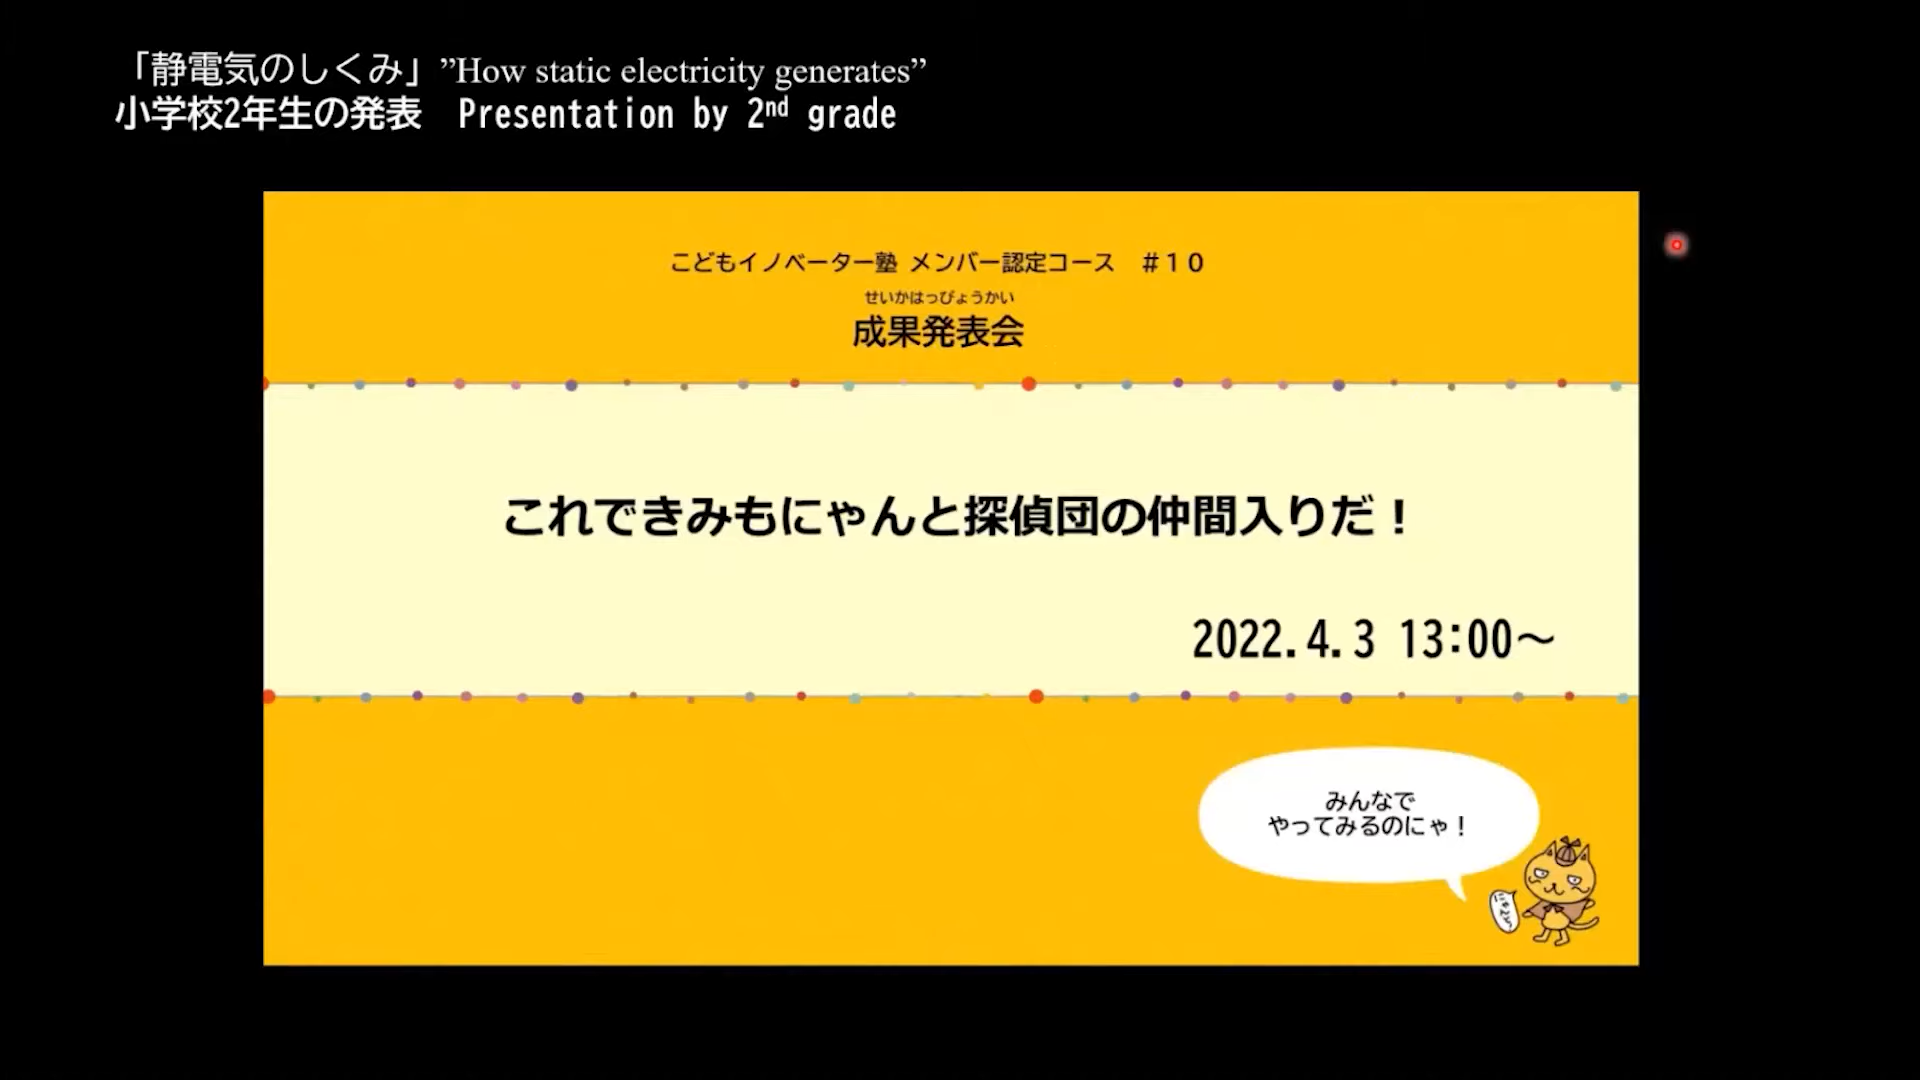 「静電気のしくみ」”How static electricity generates”
小学校2年生の発表　Presentation by 2nd grade
こどもイノベーター塾 メンバー認定コース　＃１０
せいかはっぴょうかい
成果発表会
これできみもにゃんと探偵団の仲間入りだ！
2022.4.3 13:00～
みんなで
やってみるのにゃ！